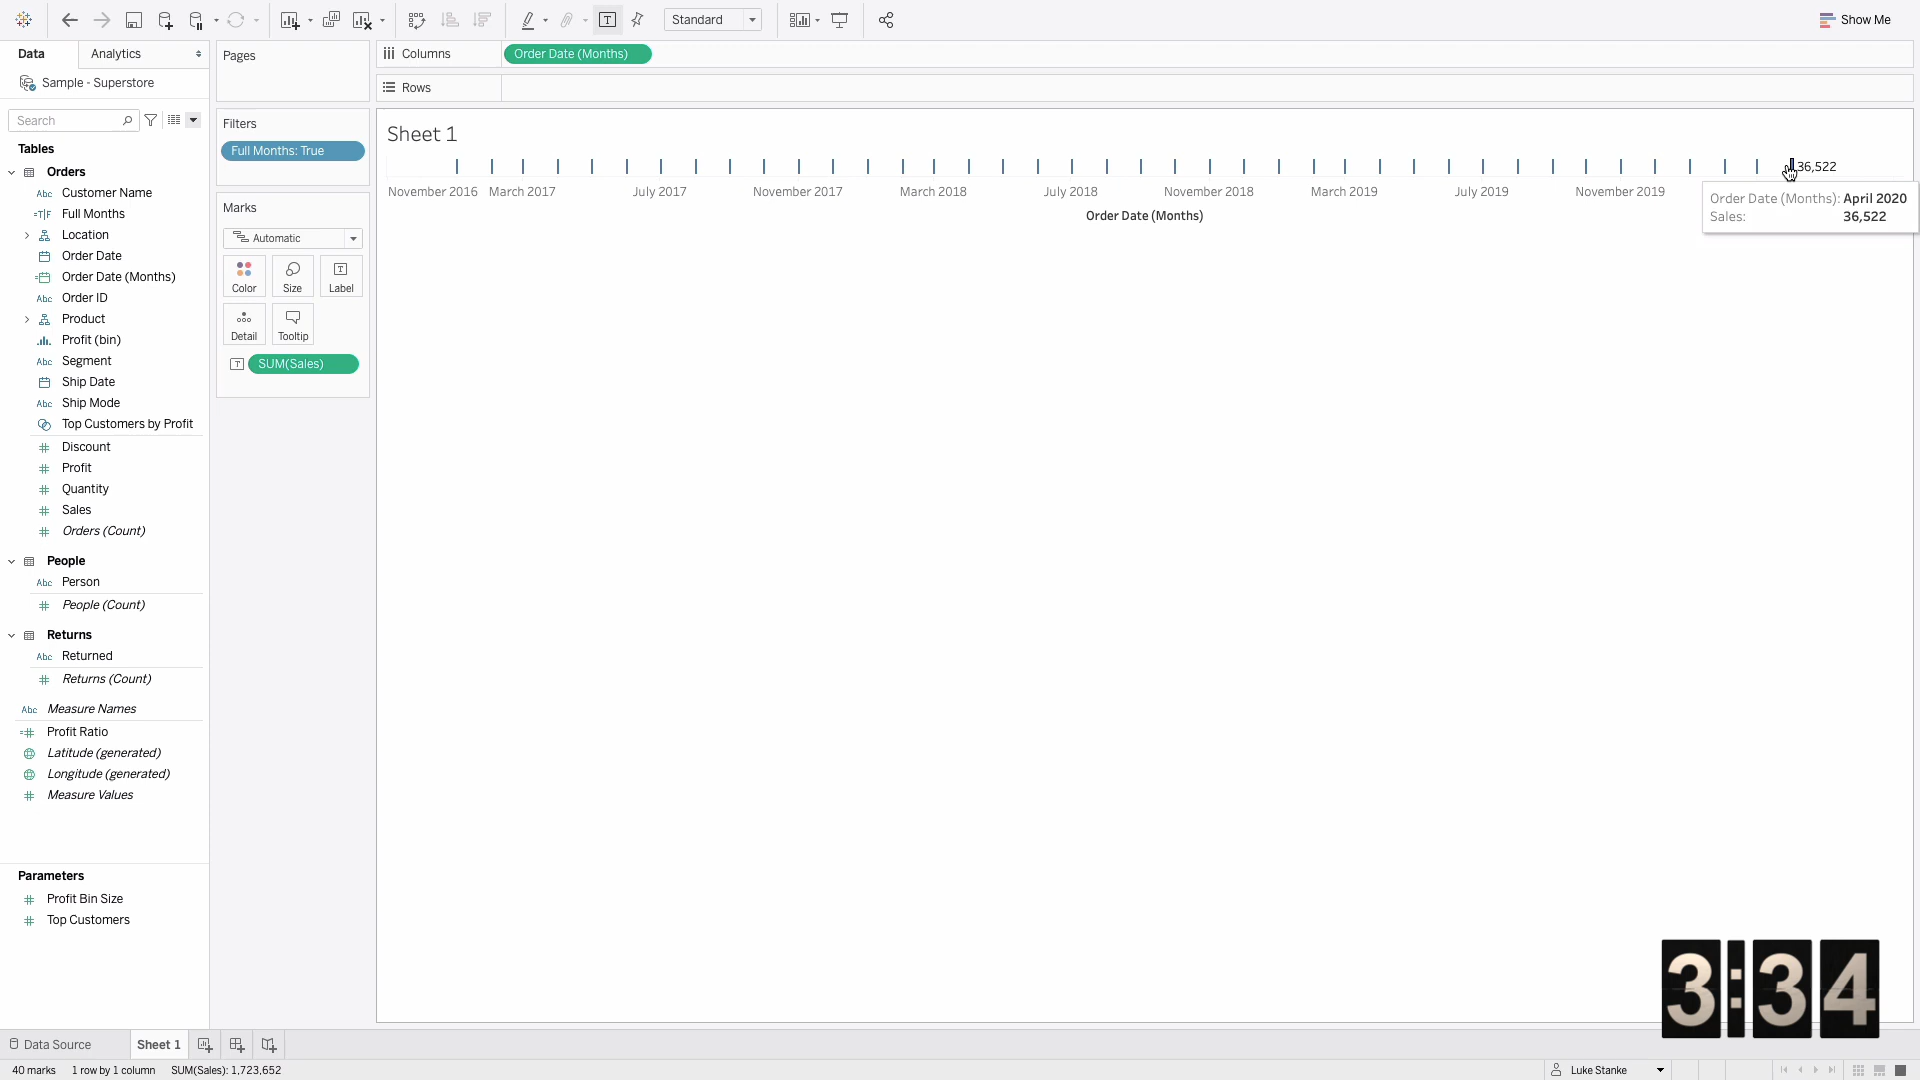 Standard
Show Me
Data
Analytics
Sample - Superstore
Search
Tables
Orders
Abc Customer Name
=T|F Full Months
Location
Order Date
Order Date (Months)
Abc Order ID
Product
Profit (bin)
Abc Segment
Ship Date
Abc Ship Mode
Top Customers by Profit
# Discount
# Profit
# Quantity
# Sales
# Orders (Count)
People
Abc Person
# People (Count)
Returns
Abc Returned
# Returns (Count)
Abc Measure Names
=# Profit Ratio
Latitude (generated)
Longitude (generated)
# Measure Values
Parameters
# Profit Bin Size
# Top Customers
Pages
Filters
Full Months: True
Marks
Automatic
Color
Size
T
Label
Detail
Tooltip
T SUM(Sales)
Columns
Order Date (Months)
Rows
Sheet 1
36,522
November 2016
March 2017
July 2017
November 2017
March 2018
July 2018
November 2018
March 2019
July 2019
November 2019
Order Date (Months)
Order Date (Months): April 2020
Sales: 36,522
3:34
Data Source
Sheet 1
40 marks
1 row by 1 column
SUM(Sales): 1,723,652
Luke Stanke